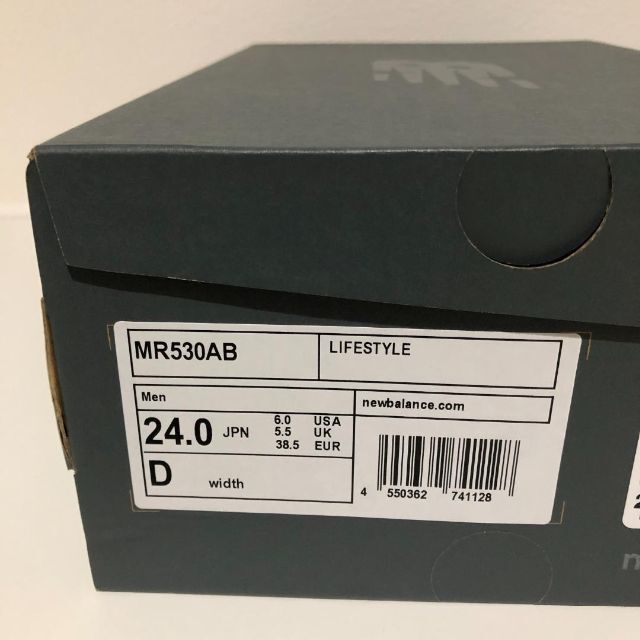 MR530AB
LIFESTYLE
Men
newbalance.com
24.0 JPN
6.0 USA
5.5 UK
38.5 EUR
D width
4 550362 741128